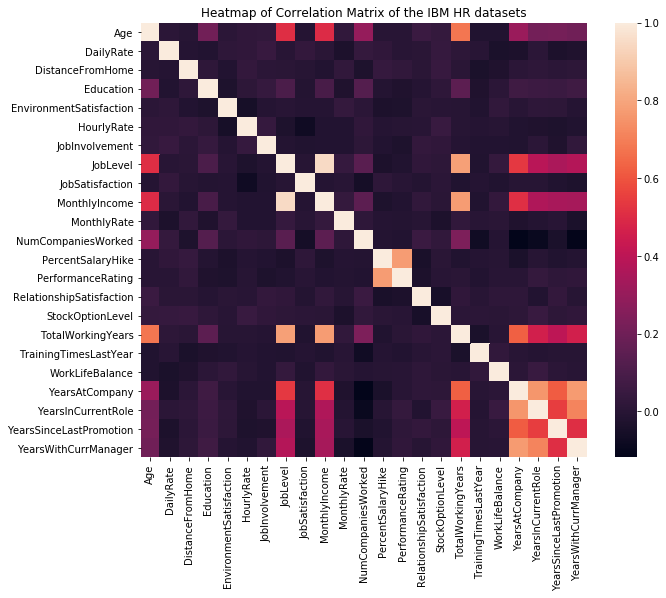 Heatmap of Correlation Matrix of the IBM HR datasets
Age
DailyRate
DistanceFromHome
Education
EnvironmentSatisfaction
HourlyRate
JobInvolvement
JobLevel
JobSatisfaction
MonthlyIncome
MonthlyRate
NumCompaniesWorked
PercentSalaryHike
PerformanceRating
RelationshipSatisfaction
StockOptionLevel
TotalWorkingYears
TrainingTimesLastYear
WorkLifeBalance
YearsAtCompany
YearsInCurrentRole
YearsSinceLastPromotion
YearsWithCurrManager
Age
DailyRate
DistanceFromHome
Education
EnvironmentSatisfaction
HourlyRate
JobInvolvement
JobLevel
JobSatisfaction
MonthlyIncome
MonthlyRate
NumCompaniesWorked
PercentSalaryHike
PerformanceRating
RelationshipSatisfaction
StockOptionLevel
TotalWorkingYears
TrainingTimesLastYear
WorkLifeBalance
YearsAtCompany
YearsInCurrentRole
YearsSinceLastPromotion
YearsWithCurrManager
1.0
0.8
0.6
0.4
0.2
0.0